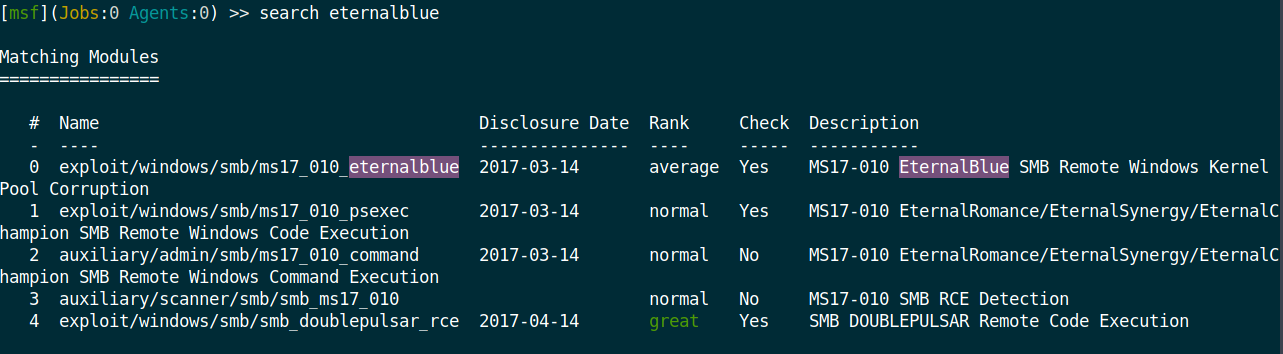 [msf](Jobs:0 Agents:0) >> search eternalblue
Matching Modules
================
# Name Disclosure Date Rank Check Description
- ---- --------------- ---- ----- -----------
0 exploit/windows/smb/ms17_010_eternalblue 2017-03-14 average Yes MS17-010 EternalBlue SMB Remote Windows Kernel
Pool Corruption
1 exploit/windows/smb/ms17_010_psexec 2017-03-14 normal Yes MS17-010 EternalRomance/EternalSynergy/EternalC
hampion SMB Remote Windows Code Execution
2 auxiliary/admin/smb/ms17_010_command 2017-03-14 normal No MS17-010 EternalRomance/EternalSynergy/EternalC
hampion SMB Remote Windows Command Execution
3 auxiliary/scanner/smb/smb_ms17_010 normal No MS17-010 SMB RCE Detection
4 exploit/windows/smb/smb_doublepulsar_rce 2017-04-14 great Yes SMB DOUBLEPULSAR Remote Code Execution